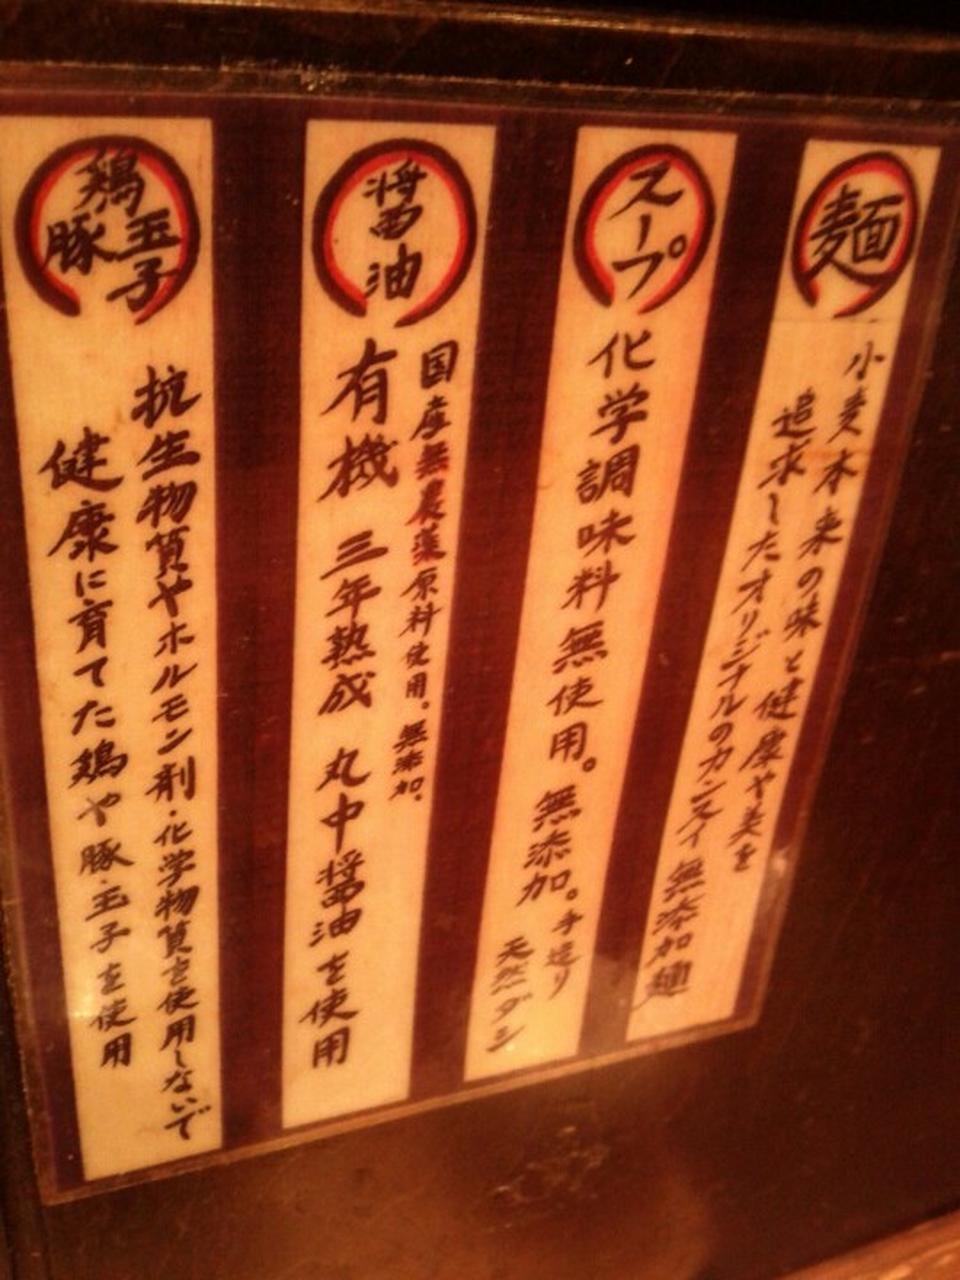 麺
小麦本来の味と健康や美を
追求したオリジナルのカンスイ無添加麺
スープ
化学調味料無使用。無添加。手造り
天然ダシ
醤油
国産無農薬原料使用。無添加.
有機 三年熟成 丸中醤油を使用
鶏
豚
玉子
抗生物質やホルモン剤・化学物質を使用しないで
健康に育てた鶏や豚・玉子を使用